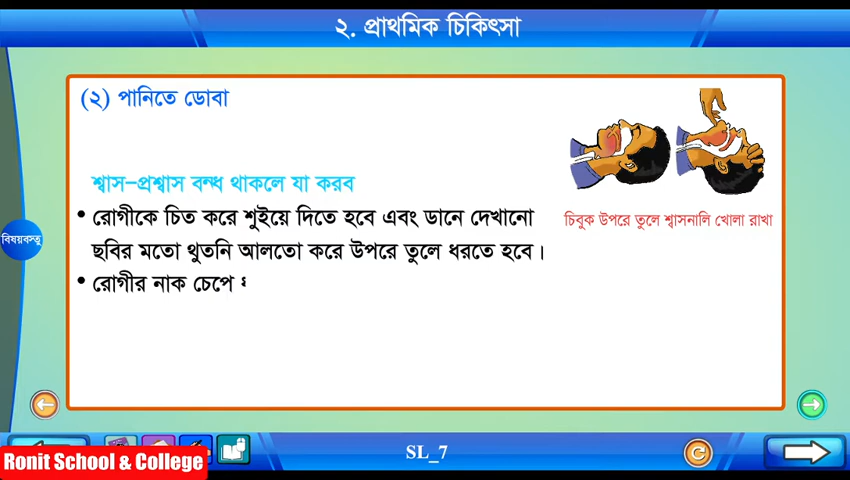 ২. প্রাথমিক চিকিৎসা
(২) পানিতে ডোবা
শ্বাস-প্রশ্বাস বন্ধ থাকলে যা করব
• রোগীকে চিত করে শুইয়ে দিতে হবে এবং ডানে দেখানো
ছবির মতো থুতনি আলতো করে উপরে তুলে ধরতে হবে।
• রোগীর নাক চেপে
চিবুক উপরে তুলে শ্বাসনালি খোলা রাখা
বিষয়বস্তু
SL_7
Ronit School & College